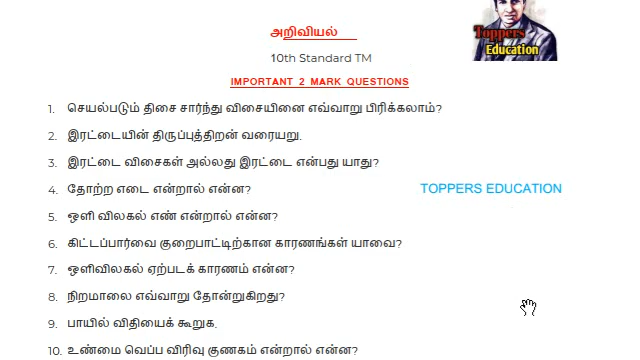 அறிவியல்
Toppers
Education
10th Standard TM
IMPORTANT 2 MARK QUESTIONS
1. செயல்படும் திசை சார்ந்து விசையினை எவ்வாறு பிரிக்கலாம்?
2. இரட்டையின் திருப்புத்திறன் வரையறு.
3. இரட்டை விசைகள் அல்லது இரட்டை என்பது யாது?
4. தோற்ற எடை என்றால் என்ன?
TOPPERS EDUCATION
5. ஒளி விலகல் எண் என்றால் என்ன?
6. கிட்டப்பார்வை குறைபாட்டிற்கான காரணங்கள் யாவை?
7. ஒளிவிலகல் ஏற்படக் காரணம் என்ன?
8. நிறமாலை எவ்வாறு தோன்றுகிறது?
9. பாயில் விதியைக் கூறுக.
10. உண்மை வெப்ப விரிவு குணகம் என்றால் என்ன?